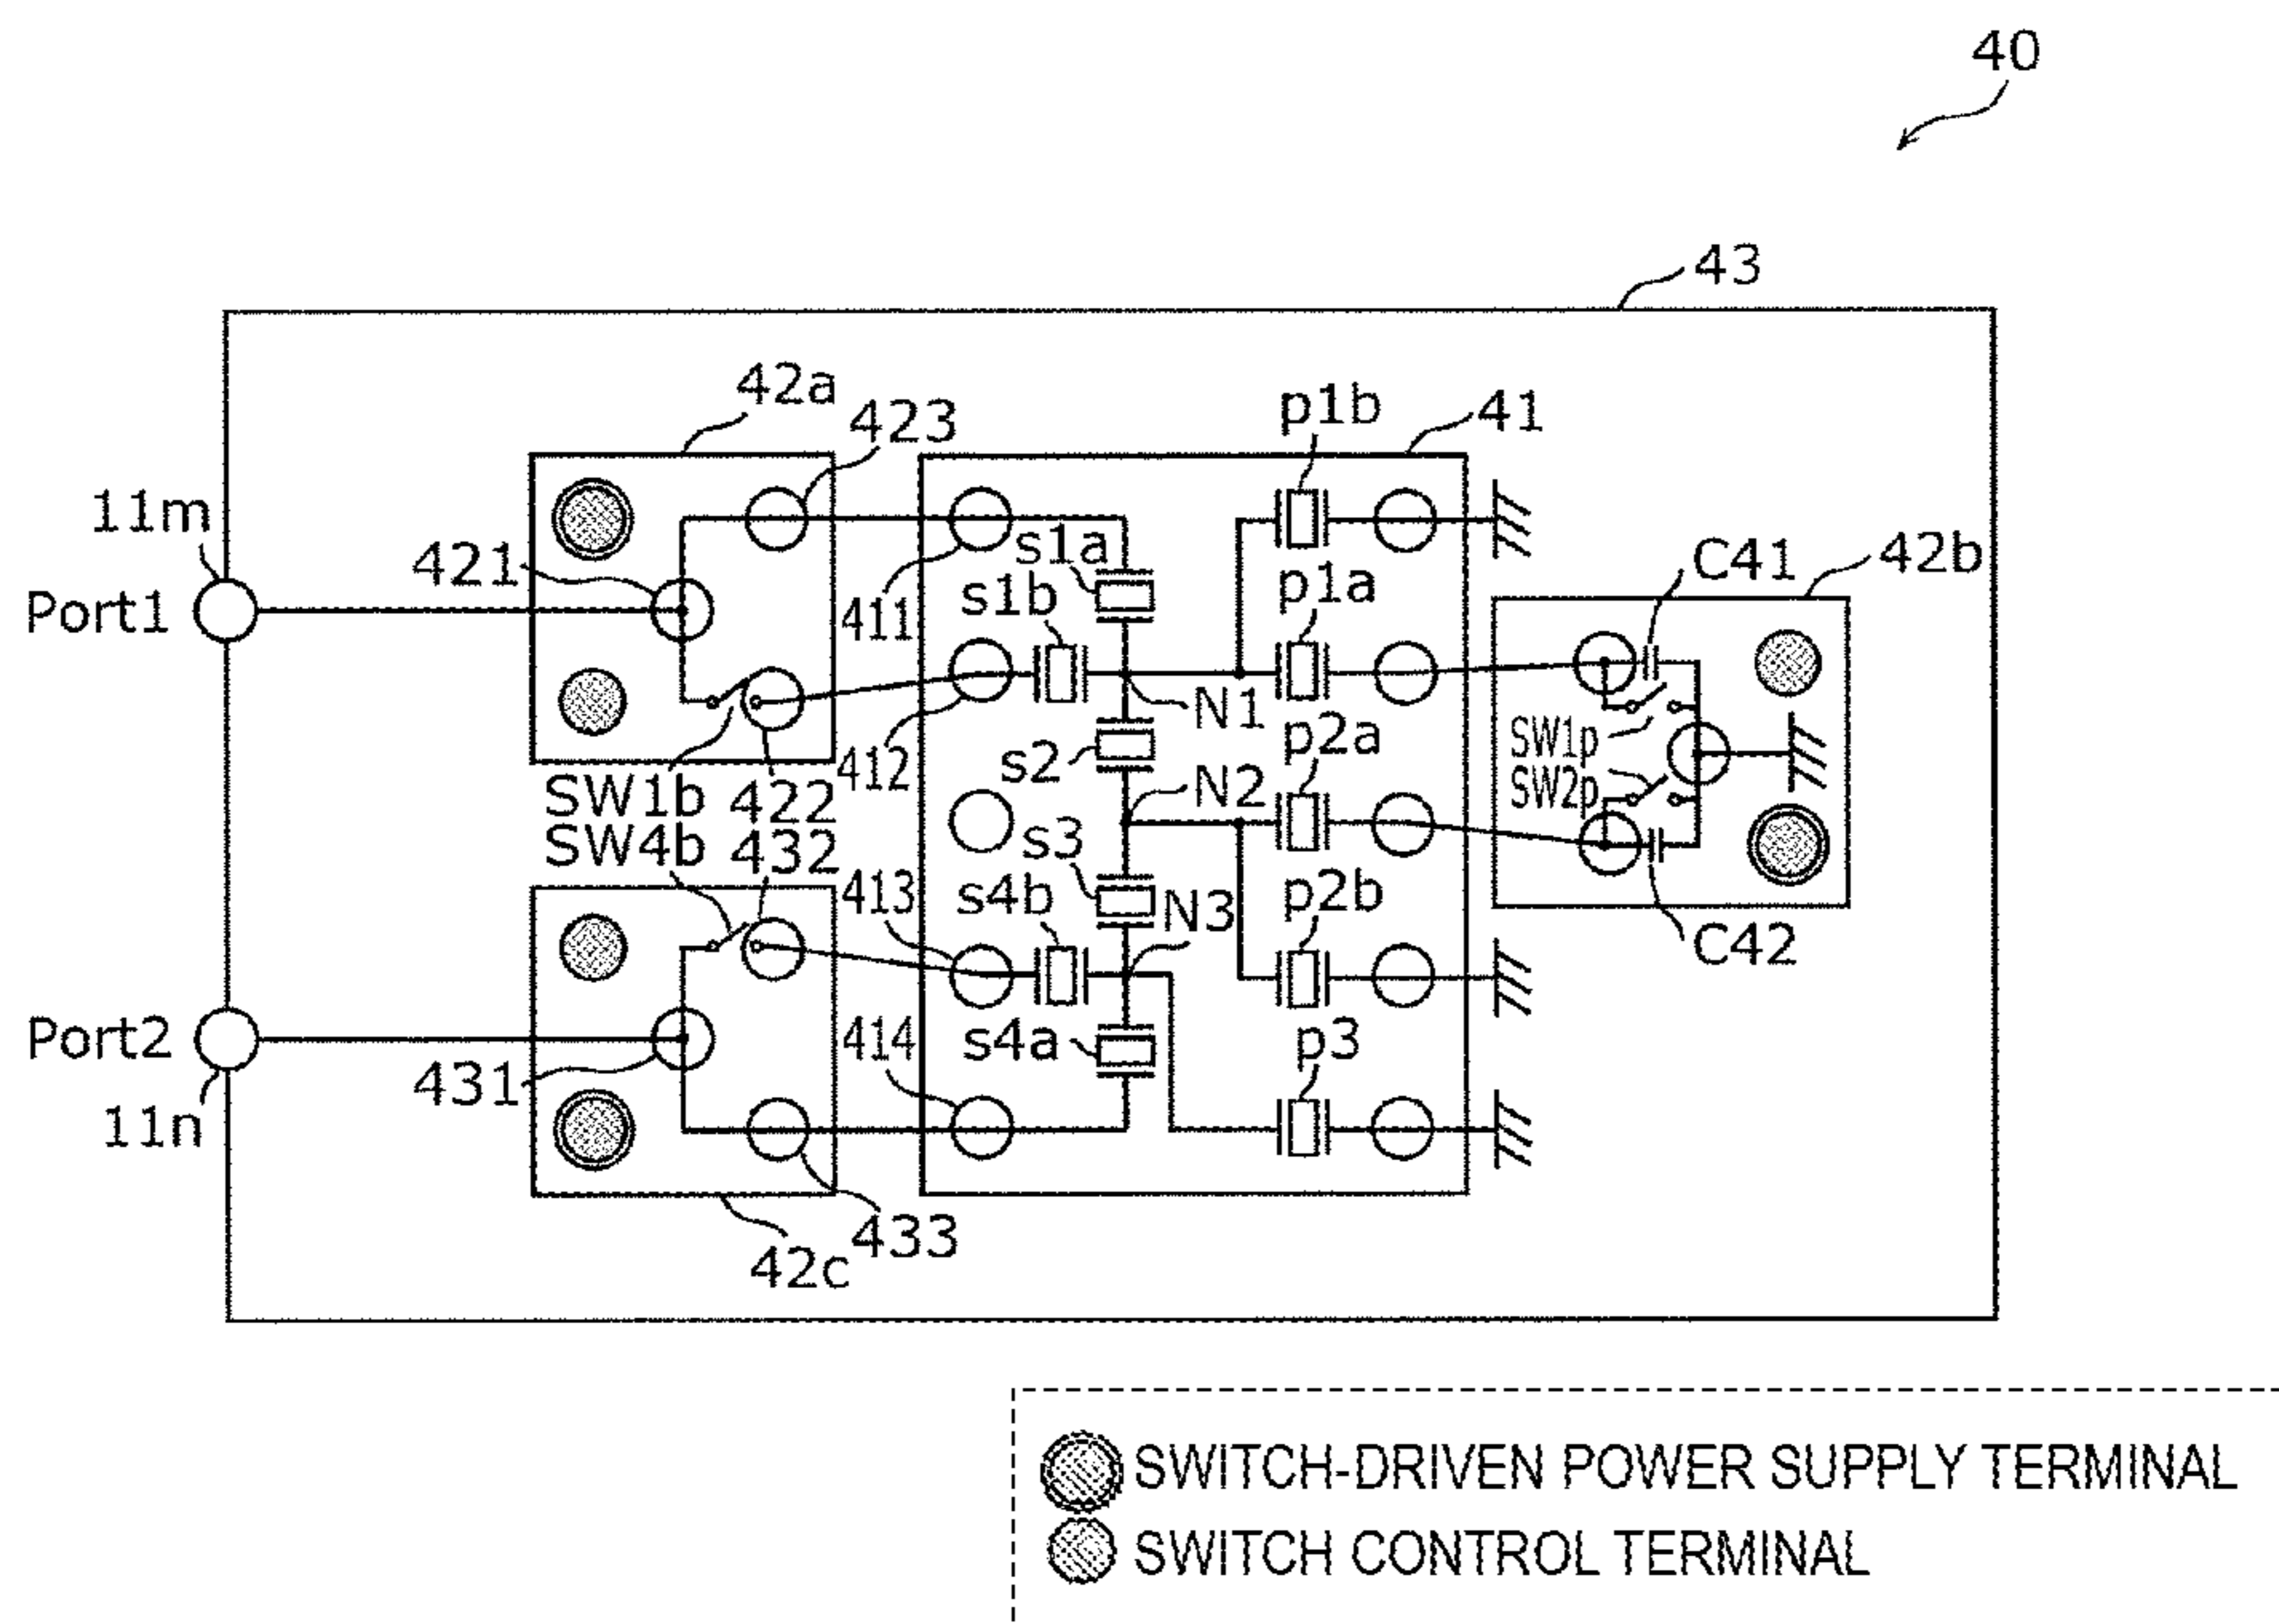 40
43
42a
423
p1b
41
11m
421
s1a
C41
42b
s1b
p1a
Port1
411
N1
SW1p
412
s2
p2a
SW1b
422
N2
SW2p
SW4b
432
s3
413
s4b
N3
p2b
C42
Port2
414
s4a
p3
431
11n
433
42c
SWITCH-DRIVEN POWER SUPPLY TERMINAL
SWITCH CONTROL TERMINAL